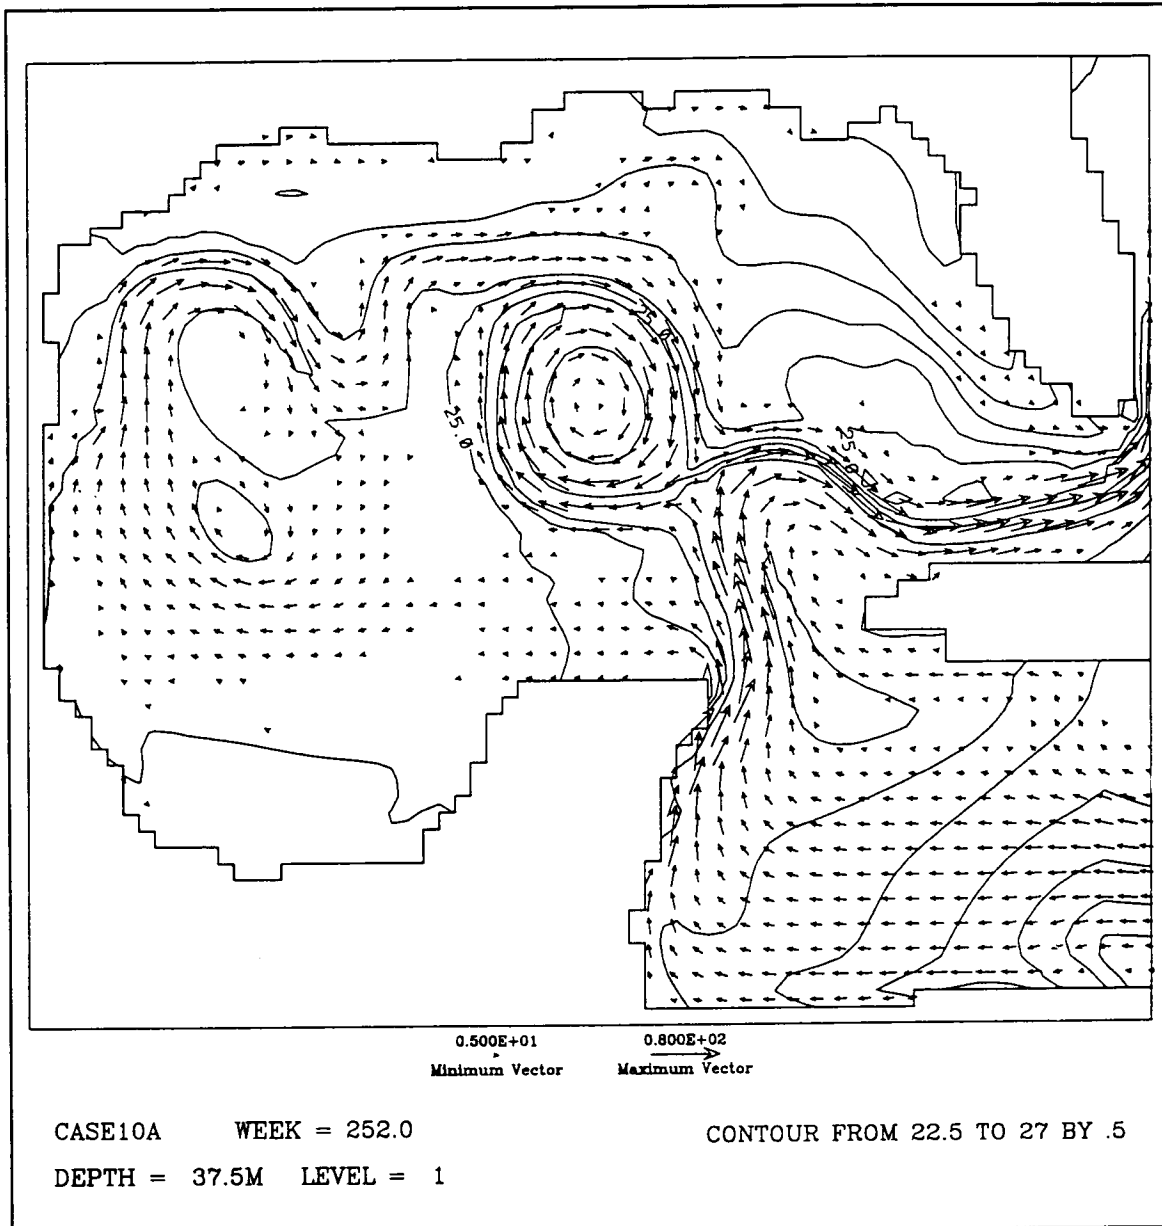 25.0
25.0
25.0
0.500E+01 0.800E+02
Minimum Vector Maximum Vector
CASE10A WEEK = 252.0 CONTOUR FROM 22.5 TO 27 BY .5
DEPTH = 37.5M LEVEL = 1